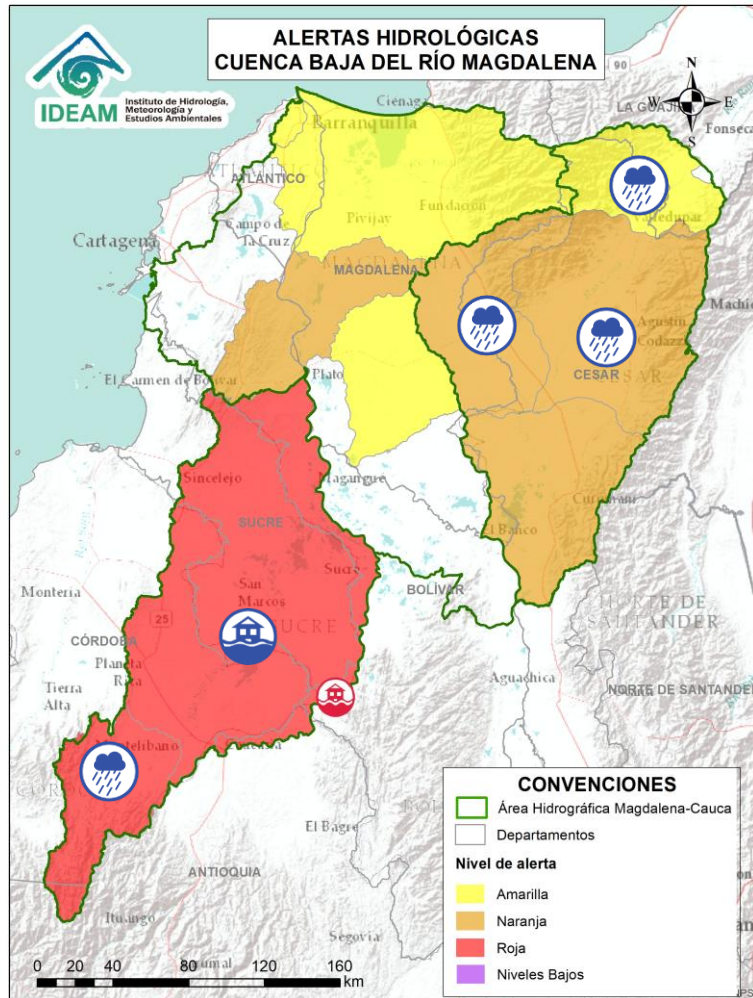 ALERTAS HIDROLÓGICAS
CUENCA BAJA DEL RÍO MAGDALENA
IDEAM
Instituto de Hidrología,
Meteorología y
Estudios Ambientales
90
N
W
E
S
Ciénaga
Barranquilla
LA GUAJI
Fonseca
ATLÁNTICO
Fundación
Valledupar
Pivijay
Campo de
la Cruz
Cartagena
MAGDALENA
Agustín
Codazzi
CESAR
El Carmen de Bolívar
Plato
Sincelejo
Magangue
SUCRE
El Banco
Sucre
San
Marcos
SUCRE
BOLÍVAR
NORTE DE
SANTANDER
Montería
25
CÓRDOBA
Planeta
Rica
Tierra
Alta
Aguachica
NORTE DE SANTANDER
Montelibano
El Bagre
ANTIOQUIA
Ituango
Segovia
CONVENCIONES
Área Hidrográfica Magdalena-Cauca
Departamentos
Nivel de alerta
Amarilla
Naranja
Roja
Niveles Bajos
0 20 40 80 120 160
km